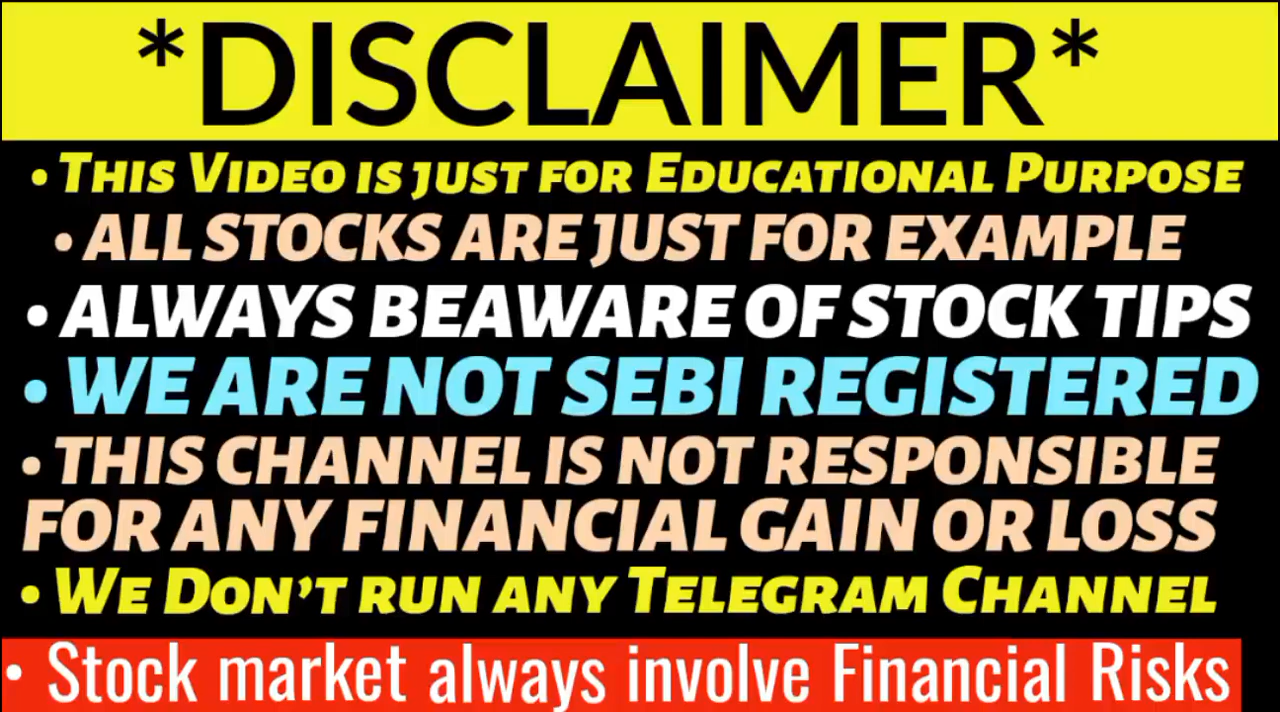 *DISCLAIMER*
• THIS VIDEO IS JUST FOR EDUCATIONAL PURPOSE
• ALL STOCKS ARE JUST FOR EXAMPLE
• ALWAYS BEAWARE OF STOCK TIPS
• WE ARE NOT SEBI REGISTERED
• THIS CHANNEL IS NOT RESPONSIBLE
FOR ANY FINANCIAL GAIN OR LOSS
• WE DON'T RUN ANY TELEGRAM CHANNEL
• Stock market always involve Financial Risks